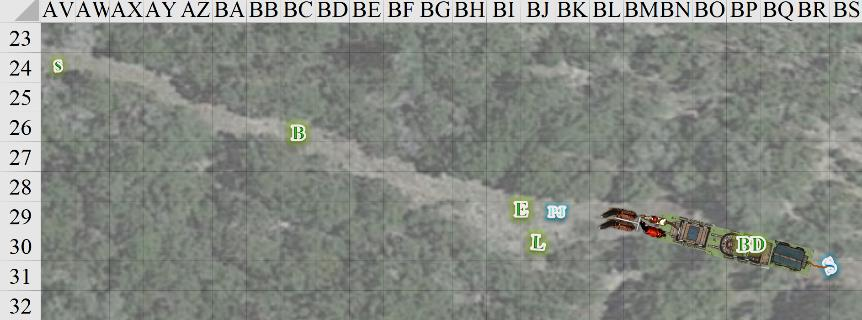 AV AW AX AY AZ BA BB BC BD BE BF BG BH BI BJ BK BL BM BN BO BP BQ BR BS
23
24
S
25
26
B
27
28
29
E PJ
30
L BD
31
32